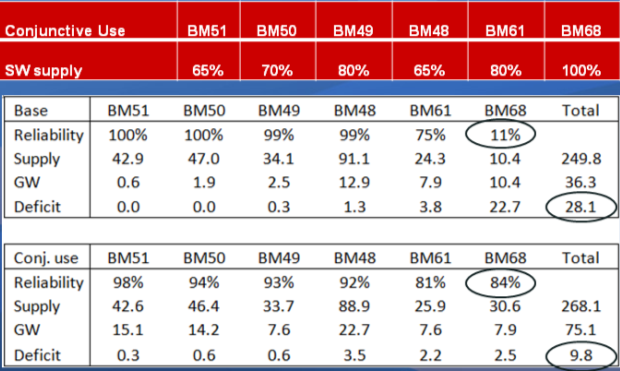 Conjunctive Use BM51 BM50 BM49 BM48 BM61 BM68
SW supply 65% 70% 80% 65% 80% 100%
Base BM51 BM50 BM49 BM48 BM61 BM68 Total
Reliability 100% 100% 99% 99% 75% 11%
Supply 42.9 47.0 34.1 91.1 24.3 10.4 249.8
GW 0.6 1.9 2.5 12.9 7.9 10.4 36.3
Deficit 0.0 0.0 0.3 1.3 3.8 22.7 28.1
Conj. use BM51 BM50 BM49 BM48 BM61 BM68 Total
Reliability 98% 94% 93% 92% 81% 84%
Supply 42.6 46.4 33.7 88.9 25.9 30.6 268.1
GW 15.1 14.2 7.6 22.7 7.6 7.9 75.1
Deficit 0.3 0.6 0.6 3.5 2.2 2.5 9.8